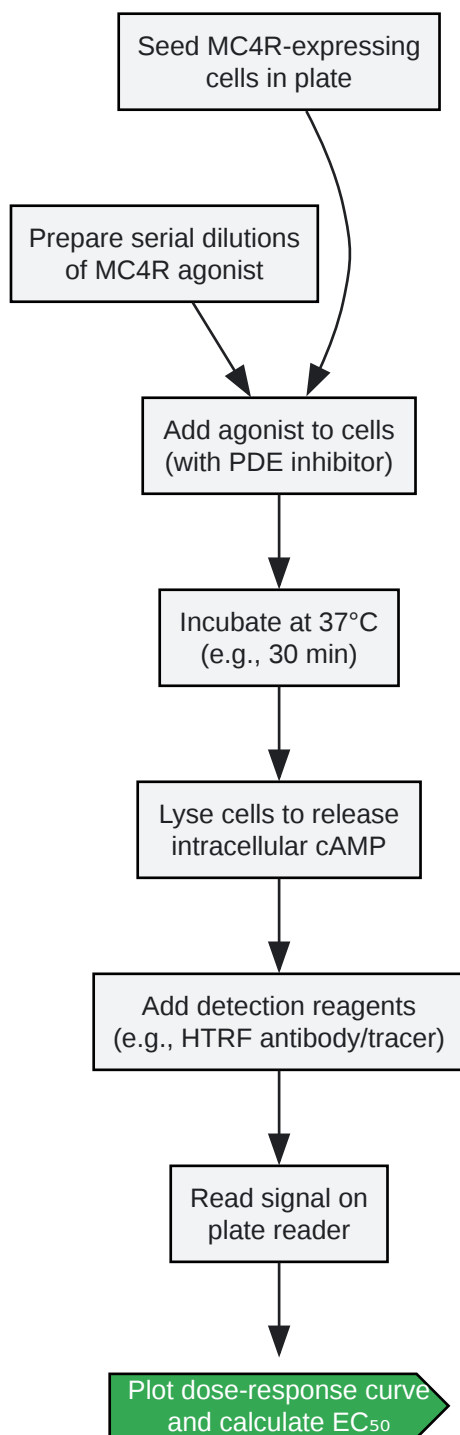 Seed MC4R-expressing
cells in plate
Prepare serial dilutions
of MC4R agonist
Add agonist to cells
(with PDE inhibitor)
Incubate at 37°C
(e.g., 30 min)
Lyse cells to release
intracellular cAMP
Add detection reagents
(e.g., HTRF antibody/tracer)
Read signal on
plate reader
Plot dose-response curve
and calculate EC₅₀